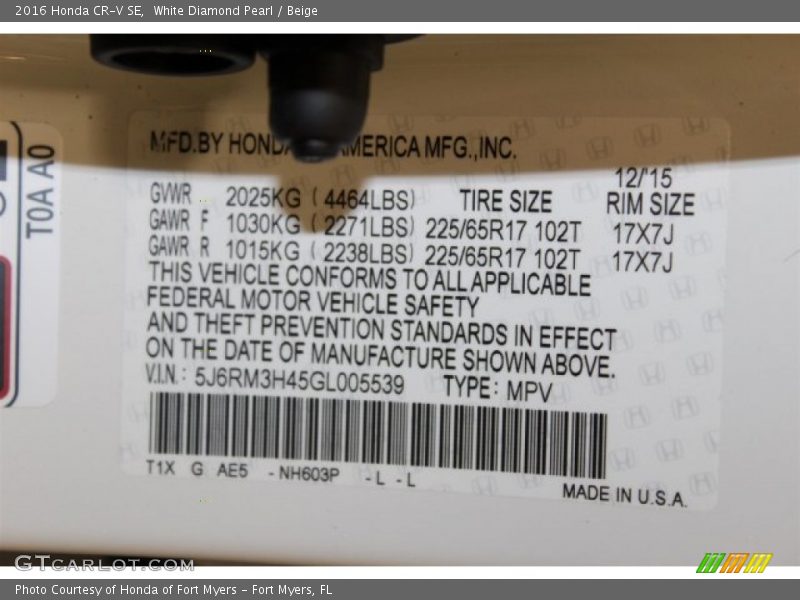 2016 Honda CR-V SE,  White Diamond Pearl / Beige
T0A A0
MFD.BY HONDA AMERICA MFG.,INC.
12/'15
GVWR 2025KG ( 4464LBS) TIRE SIZE RIM SIZE
GAWR F 1030KG ( 2271LBS) 225/65R17 102T 17X7J
GAWR R 1015KG ( 2238LBS) 225/65R17 102T 17X7J
THIS VEHICLE CONFORMS TO ALL APPLICABLE
FEDERAL MOTOR VEHICLE SAFETY
AND THEFT PREVENTION STANDARDS IN EFFECT
ON THE DATE OF MANUFACTURE SHOWN ABOVE.
V.I.N.: 5J6RM3H45GL005539 TYPE: MPV
T1X G AE5 - NH603P - L - L
MADE IN U.S.A.
GTCARLOT.COM
Photo Courtesy of Honda of Fort Myers - Fort Myers, FL